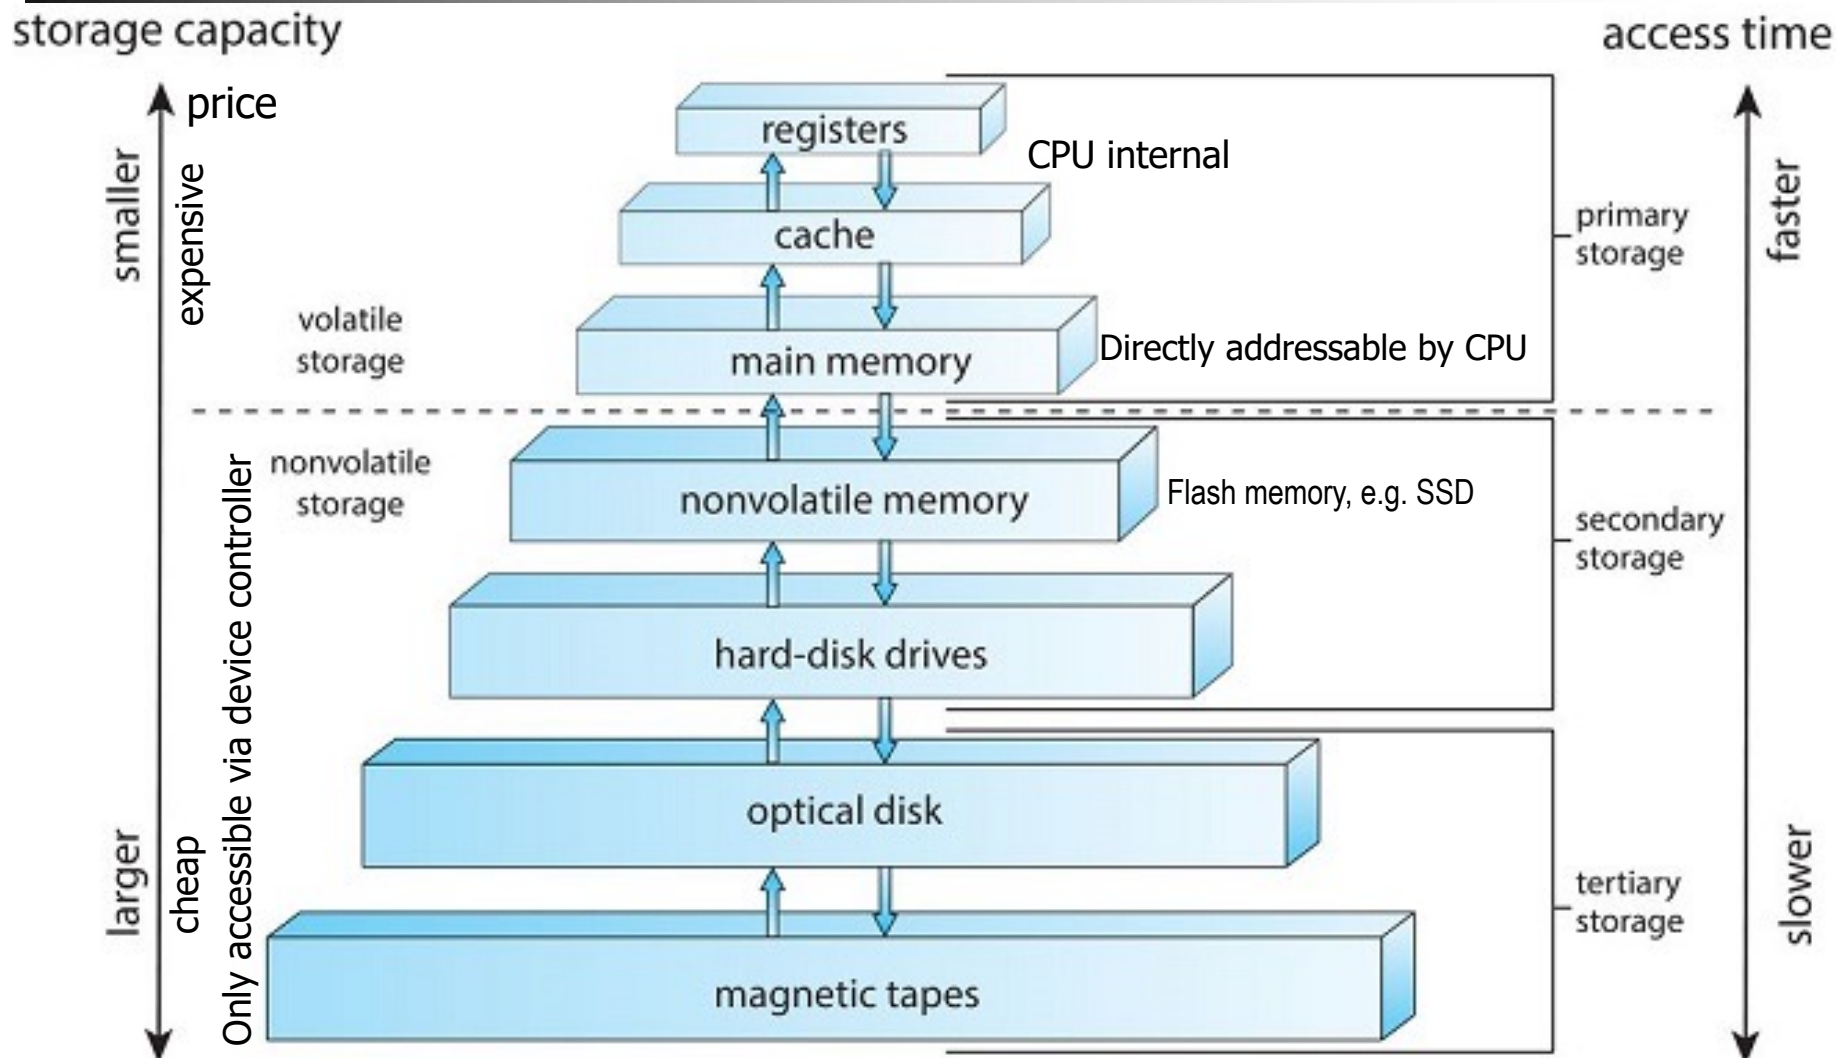 storage capacity
access time
price
smaller
expensive
registers
CPU internal
cache
primary
storage
faster
volatile
storage
main memory
Directly addressable by CPU
nonvolatile
storage
nonvolatile memory
Flash memory, e.g. SSD
secondary
storage
Only accessible via device controller
hard-disk drives
optical disk
larger
cheap
tertiary
storage
slower
magnetic tapes